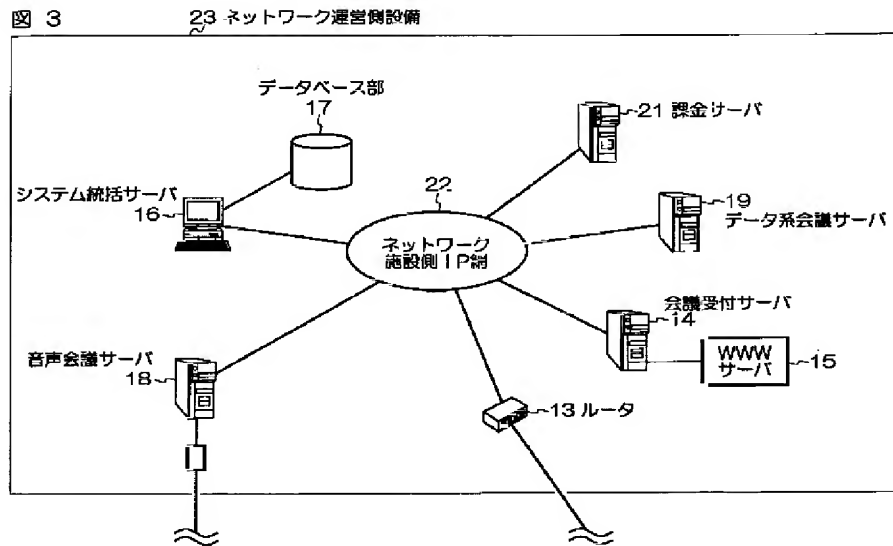 図 3
23 ネットワーク運営側設備
データベース部
17
21 課金サーバ
システム統括サーバ
16
22
ネットワーク
施設側IP網
19
データ系会議サーバ
会議受付サーバ
14
WWW
サーバ
15
音声会議サーバ
18
13 ルータ